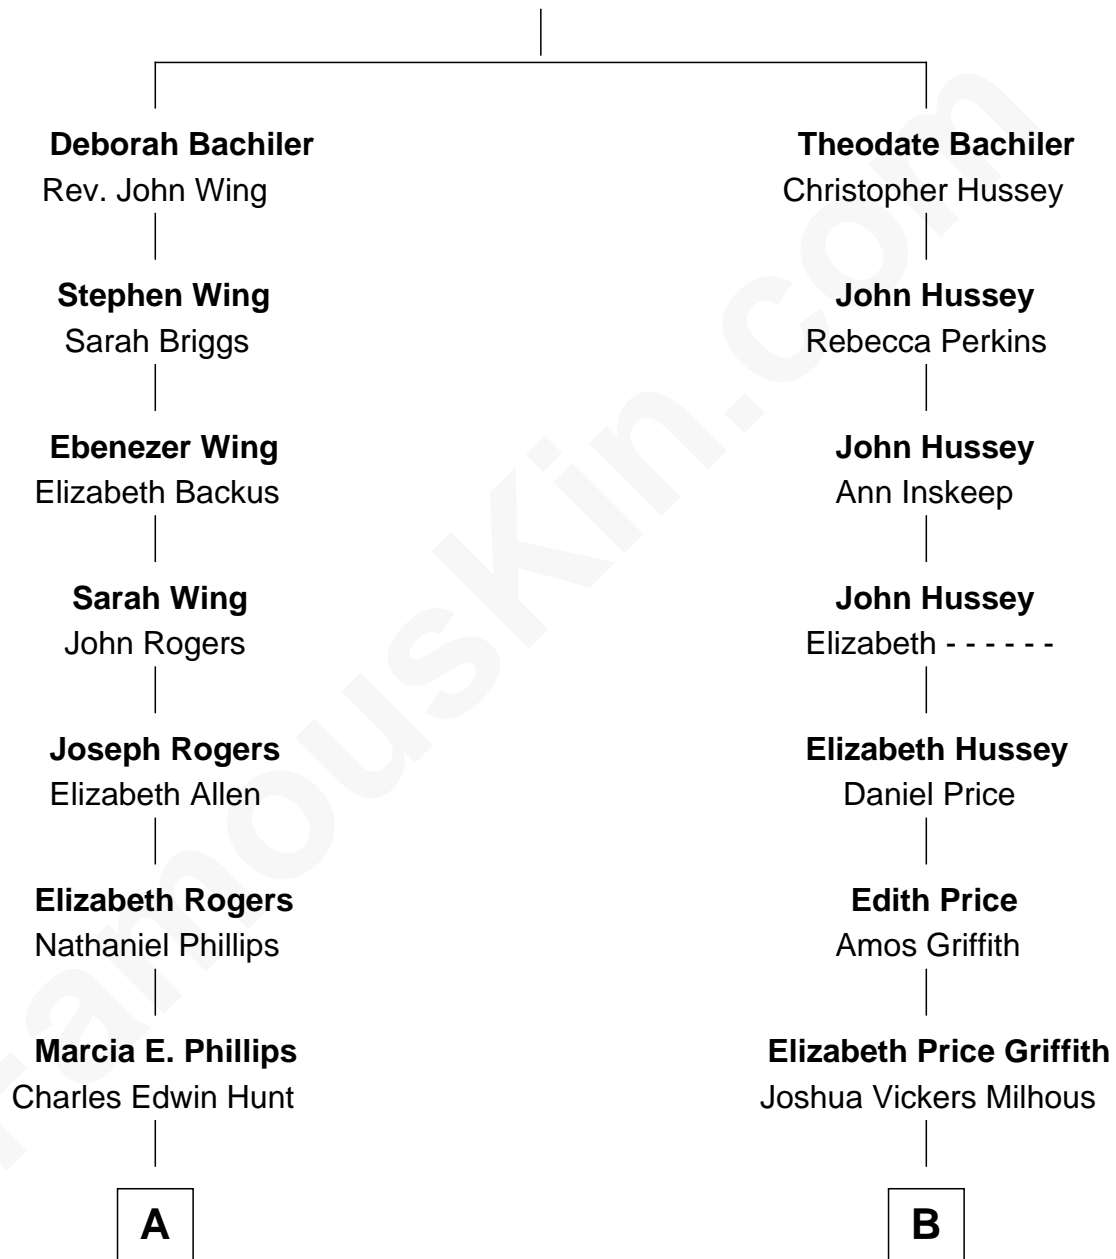 Deborah Bachiler
Rev. John Wing
Theodate Bachiler
Christopher Hussey
Stephen Wing
Sarah Briggs
John Hussey
Rebecca Perkins
Ebenezer Wing
Elizabeth Backus
John Hussey
Ann Inskeep
Sarah Wing
John Rogers
John Hussey
Elizabeth - - - - - -
Joseph Rogers
Elizabeth Allen
Elizabeth Hussey
Daniel Price
Elizabeth Rogers
Nathaniel Phillips
Edith Price
Amos Griffith
Marcia E. Phillips
Charles Edwin Hunt
Elizabeth Price Griffith
Joshua Vickers Milhous
A
B
FamousKin.com